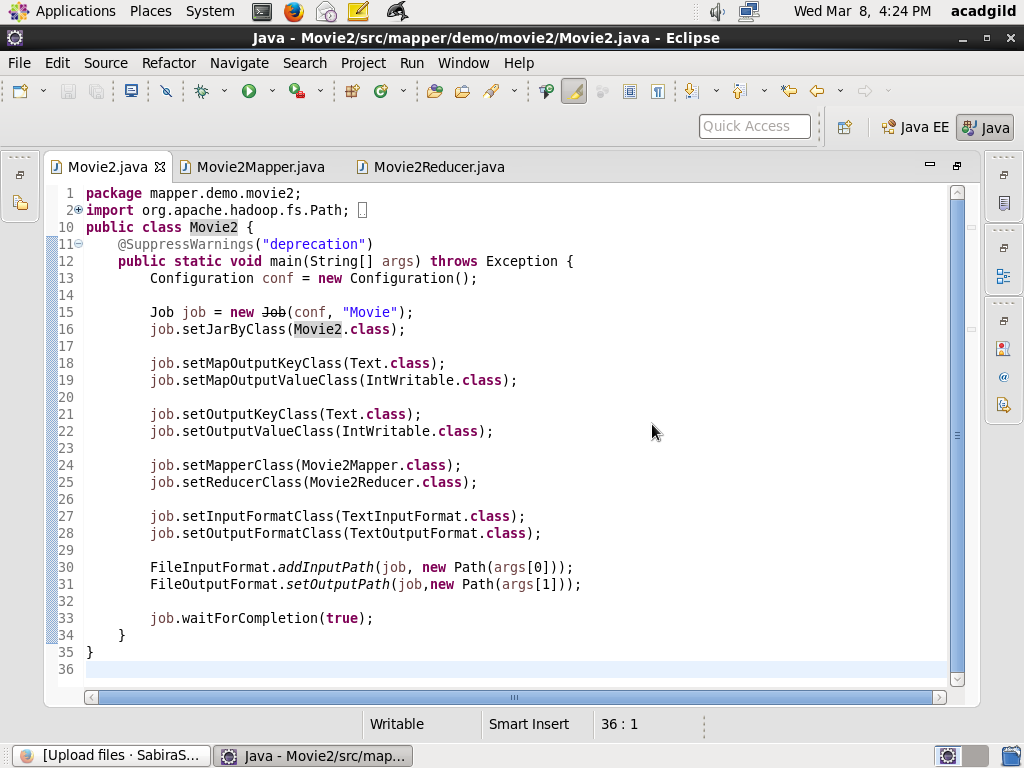 Applications Places System Wed Mar 8, 4:24 PM acadgild
Java - Movie2/src/mapper/demo/movie2/Movie2.java - Eclipse
File Edit Source Refactor Navigate Search Project Run Window Help
Quick Access Java EE Java
Movie2.java Movie2Mapper.java Movie2Reducer.java
1 package mapper.demo.movie2;
2 import org.apache.hadoop.fs.Path;
10 public class Movie2 {
11 @SuppressWarnings("deprecation")
12 public static void main(String[] args) throws Exception {
13 Configuration conf = new Configuration();
14
15 Job job = new Job(conf, "Movie");
16 job.setJarByClass(Movie2.class);
17
18 job.setMapOutputKeyClass(Text.class);
19 job.setMapOutputValueClass(IntWritable.class);
20
21 job.setOutputKeyClass(Text.class);
22 job.setOutputValueClass(IntWritable.class);
23
24 job.setMapperClass(Movie2Mapper.class);
25 job.setReducerClass(Movie2Reducer.class);
26
27 job.setInputFormatClass(TextInputFormat.class);
28 job.setOutputFormatClass(TextOutputFormat.class);
29
30 FileInputFormat.addInputPath(job, new Path(args[0]));
31 FileOutputFormat.setOutputPath(job,new Path(args[1]));
32
33 job.waitForCompletion(true);
34 }
35 }
36
Writable Smart Insert 36 : 1
[Upload files · SabiraS... Java - Movie2/src/map...